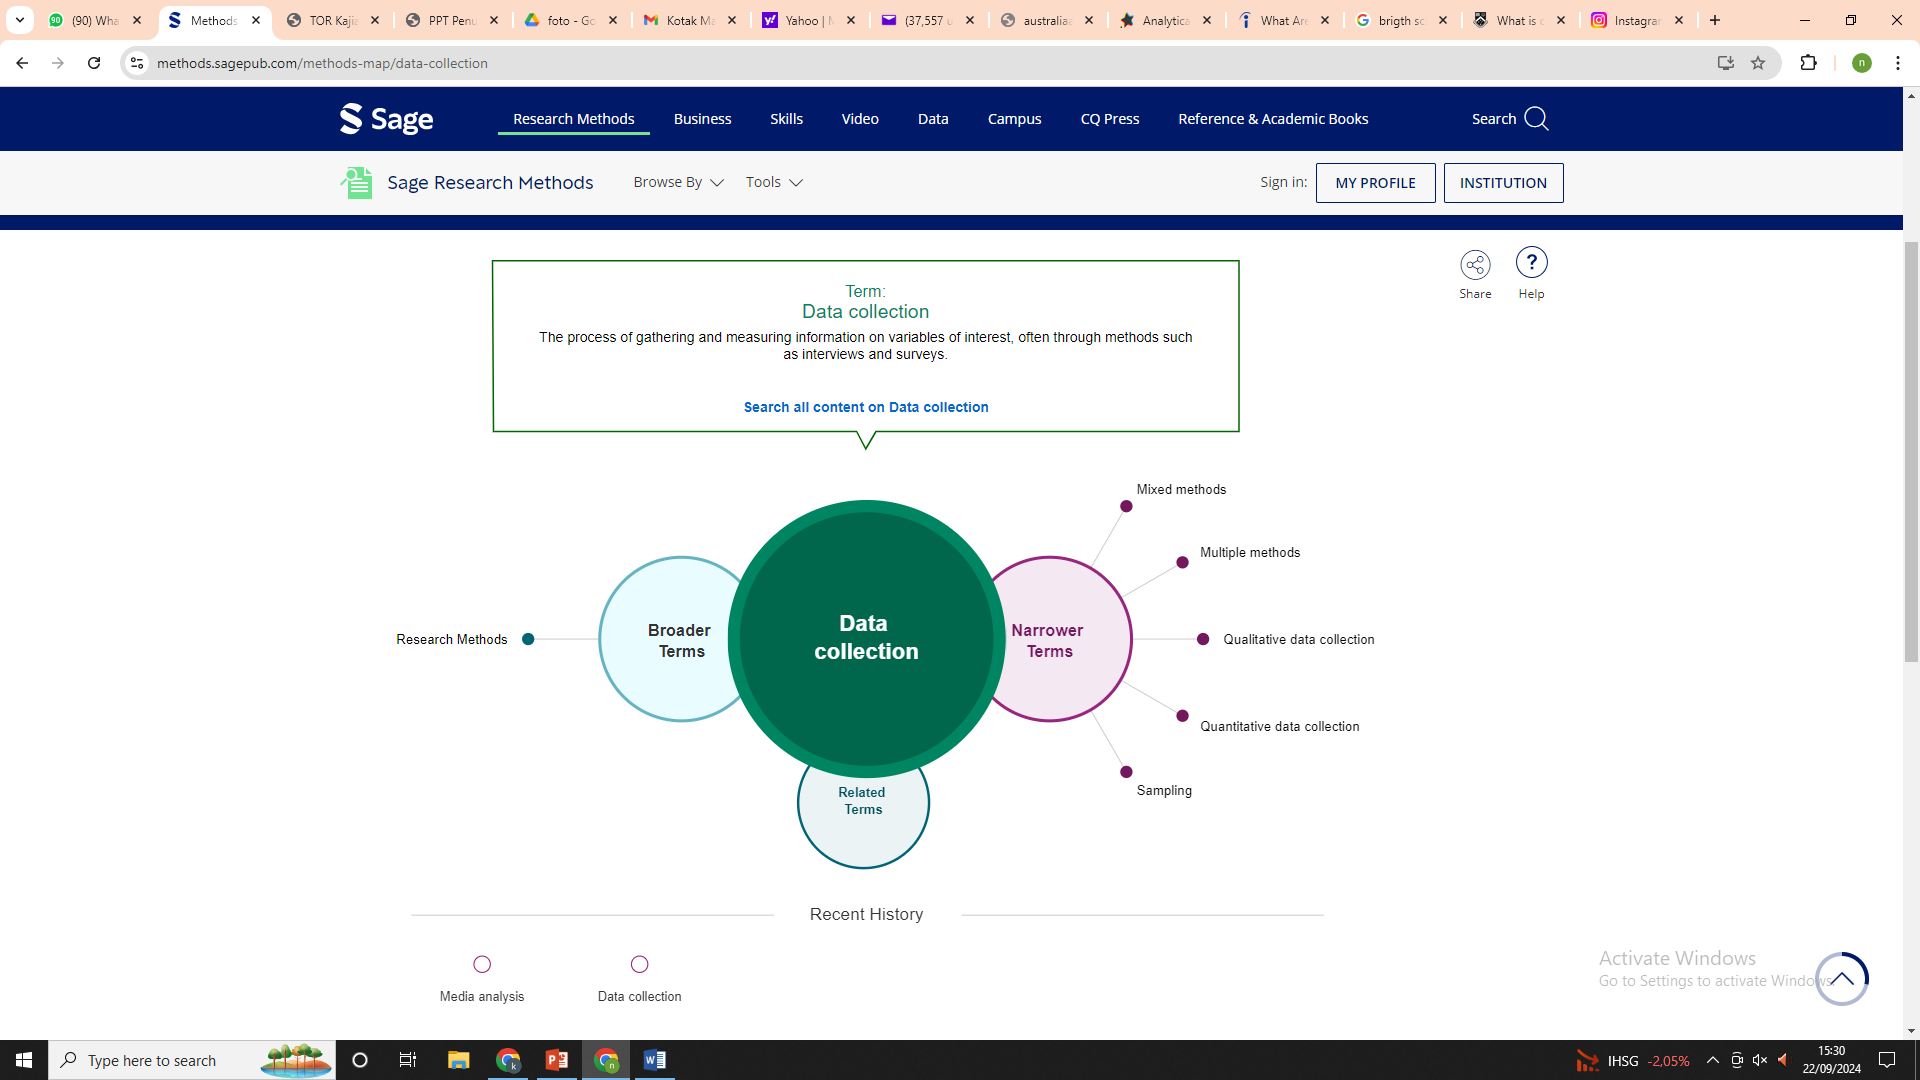 (90) Wha
Methods
TOR Kajia
PPT Penu
foto - Go
Kotak Ma
Yahoo | M
(37,557 u
australiaa
Analytica
What Are
brigth sc
What is c
Instagram
methods.sagepub.com/methods-map/data-collection
n
Sage
Research Methods
Business
Skills
Video
Data
Campus
CQ Press
Reference & Academic Books
Search
Sage Research Methods
Browse By
Tools
Sign in:
MY PROFILE
INSTITUTION
Share
Help
Term:
Data collection
The process of gathering and measuring information on variables of interest, often through methods such
as interviews and surveys.
Search all content on Data collection
Mixed methods
Multiple methods
Research Methods
Broader
Terms
Data
collection
Narrower
Terms
Qualitative data collection
Quantitative data collection
Sampling
Related
Terms
Recent History
Media analysis
Data collection
Activate Windows
Go to Settings to activate Windows.
Type here to search
IHSG -2,05%
15:30
22/09/2024